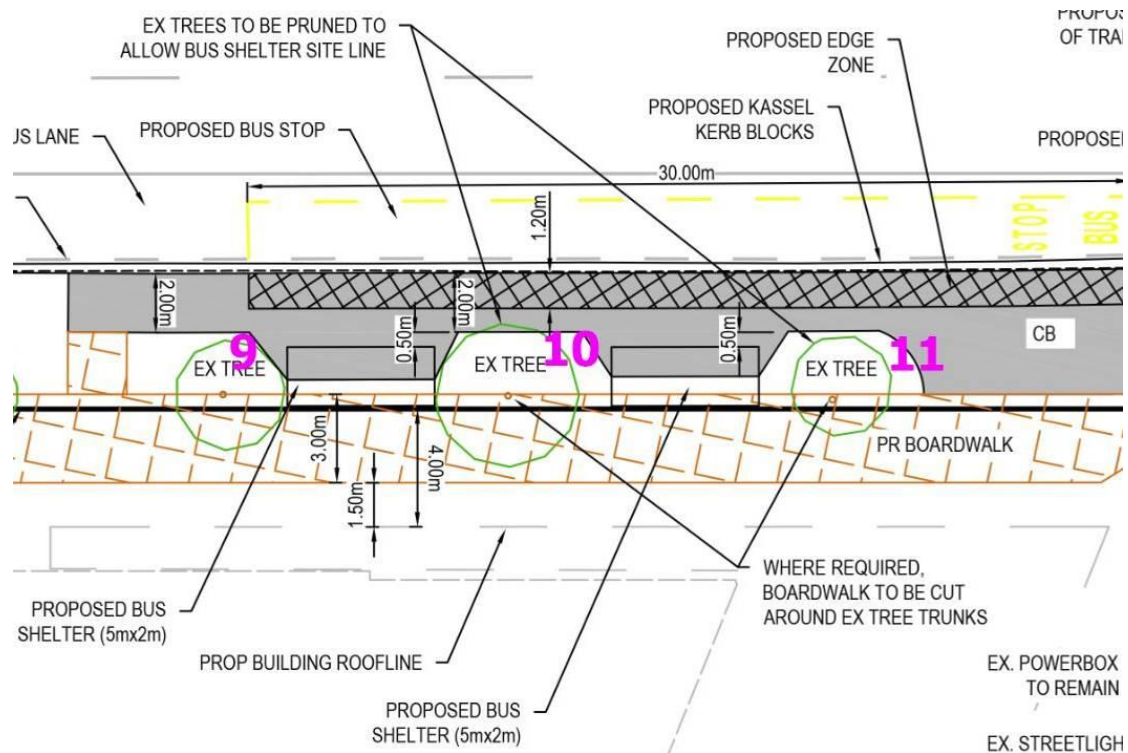 EX TREES TO BE PRUNED TO
ALLOW BUS SHELTER SITE LINE
PROPOSED EDGE
ZONE
OF
PROPOSED KASSEL
KERB BLOCKS
LANE
PROPOSED BUS STOP
30.00m
1.20m
STOP
BUS
2.00m
2.00m
0.50m
0.50m
CB
9
EX TREE
10
EX TREE
11
EX TREE
3.00m
4.00m
1.50m
PR BOARDWALK
WHERE REQUIRED,
BOARDWALK TO BE CUT
AROUND EX TREE TRUNKS
PROPOSED BUS
SHELTER (5mx2m)
PROP BUILDING ROOFLINE
PROPOSED BUS
SHELTER (5mx2m)
EX. POWERBOX
TO REMAIN
EX.